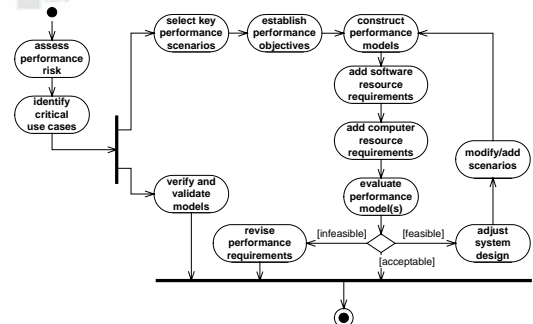 assess
performance
risk
identify
critical
use cases
select key
performance
scenarios
establish
performance
objectives
construct
performance
models
add software
resource
requirements
add computer
resource
requirements
evaluate
performance
model(s)
modify/add
scenarios
verify and
validate
models
revise
performance
requirements
[infeasible]
[feasible]
[acceptable]
adjust
system
design